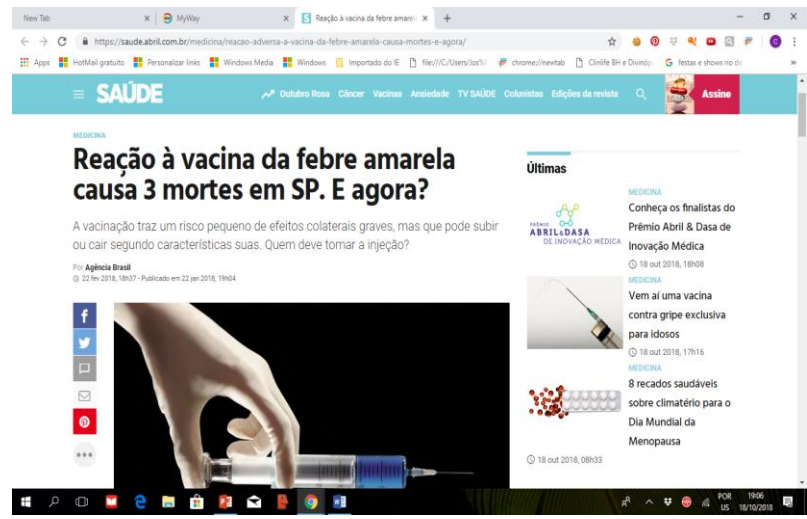 New Tab
MyWay
Reação à vacina da febre amarel
https://saude.abril.com.br/medicina/reacao-adversa-a-vacina-da-febre-amarela-causa-mortes-e-agora/
Apps HotMail gratuito Personalizar links Windows Media Windows Importado do IE file:///C:/Users/Jos% chrome://newtab Clinlife BH e Divinóp festas e shows rio de
SAÚDE
Outubro Rosa Câncer Vacinas Ansiedade TV SAÚDE Colunistas Edições da revista
Assine
MEDICINA
Reação à vacina da febre amarela
causa 3 mortes em SP. E agora?
A vacinação traz um risco pequeno de efeitos colaterais graves, mas que pode subir
ou cair segundo características suas. Quem deve tomar a injeção?
Por Agência Brasil
22 fev 2018, 18h37 - Publicado em 22 jan 2018, 19h04
Últimas
PRÊMIO
ABRIL&DASA
DE INOVAÇÃO MÉDICA
MEDICINA
Conheça os finalistas do
Prêmio Abril & Dasa de
Inovação Médica
18 out 2018, 18h08
MEDICINA
Vem aí uma vacina
contra gripe exclusiva
para idosos
18 out 2018, 17h16
MEDICINA
8 recados saudáveis
sobre climatério para o
Dia Mundial da
Menopausa
18 out 2018, 08h33
POR
US
19:06
18/10/2018